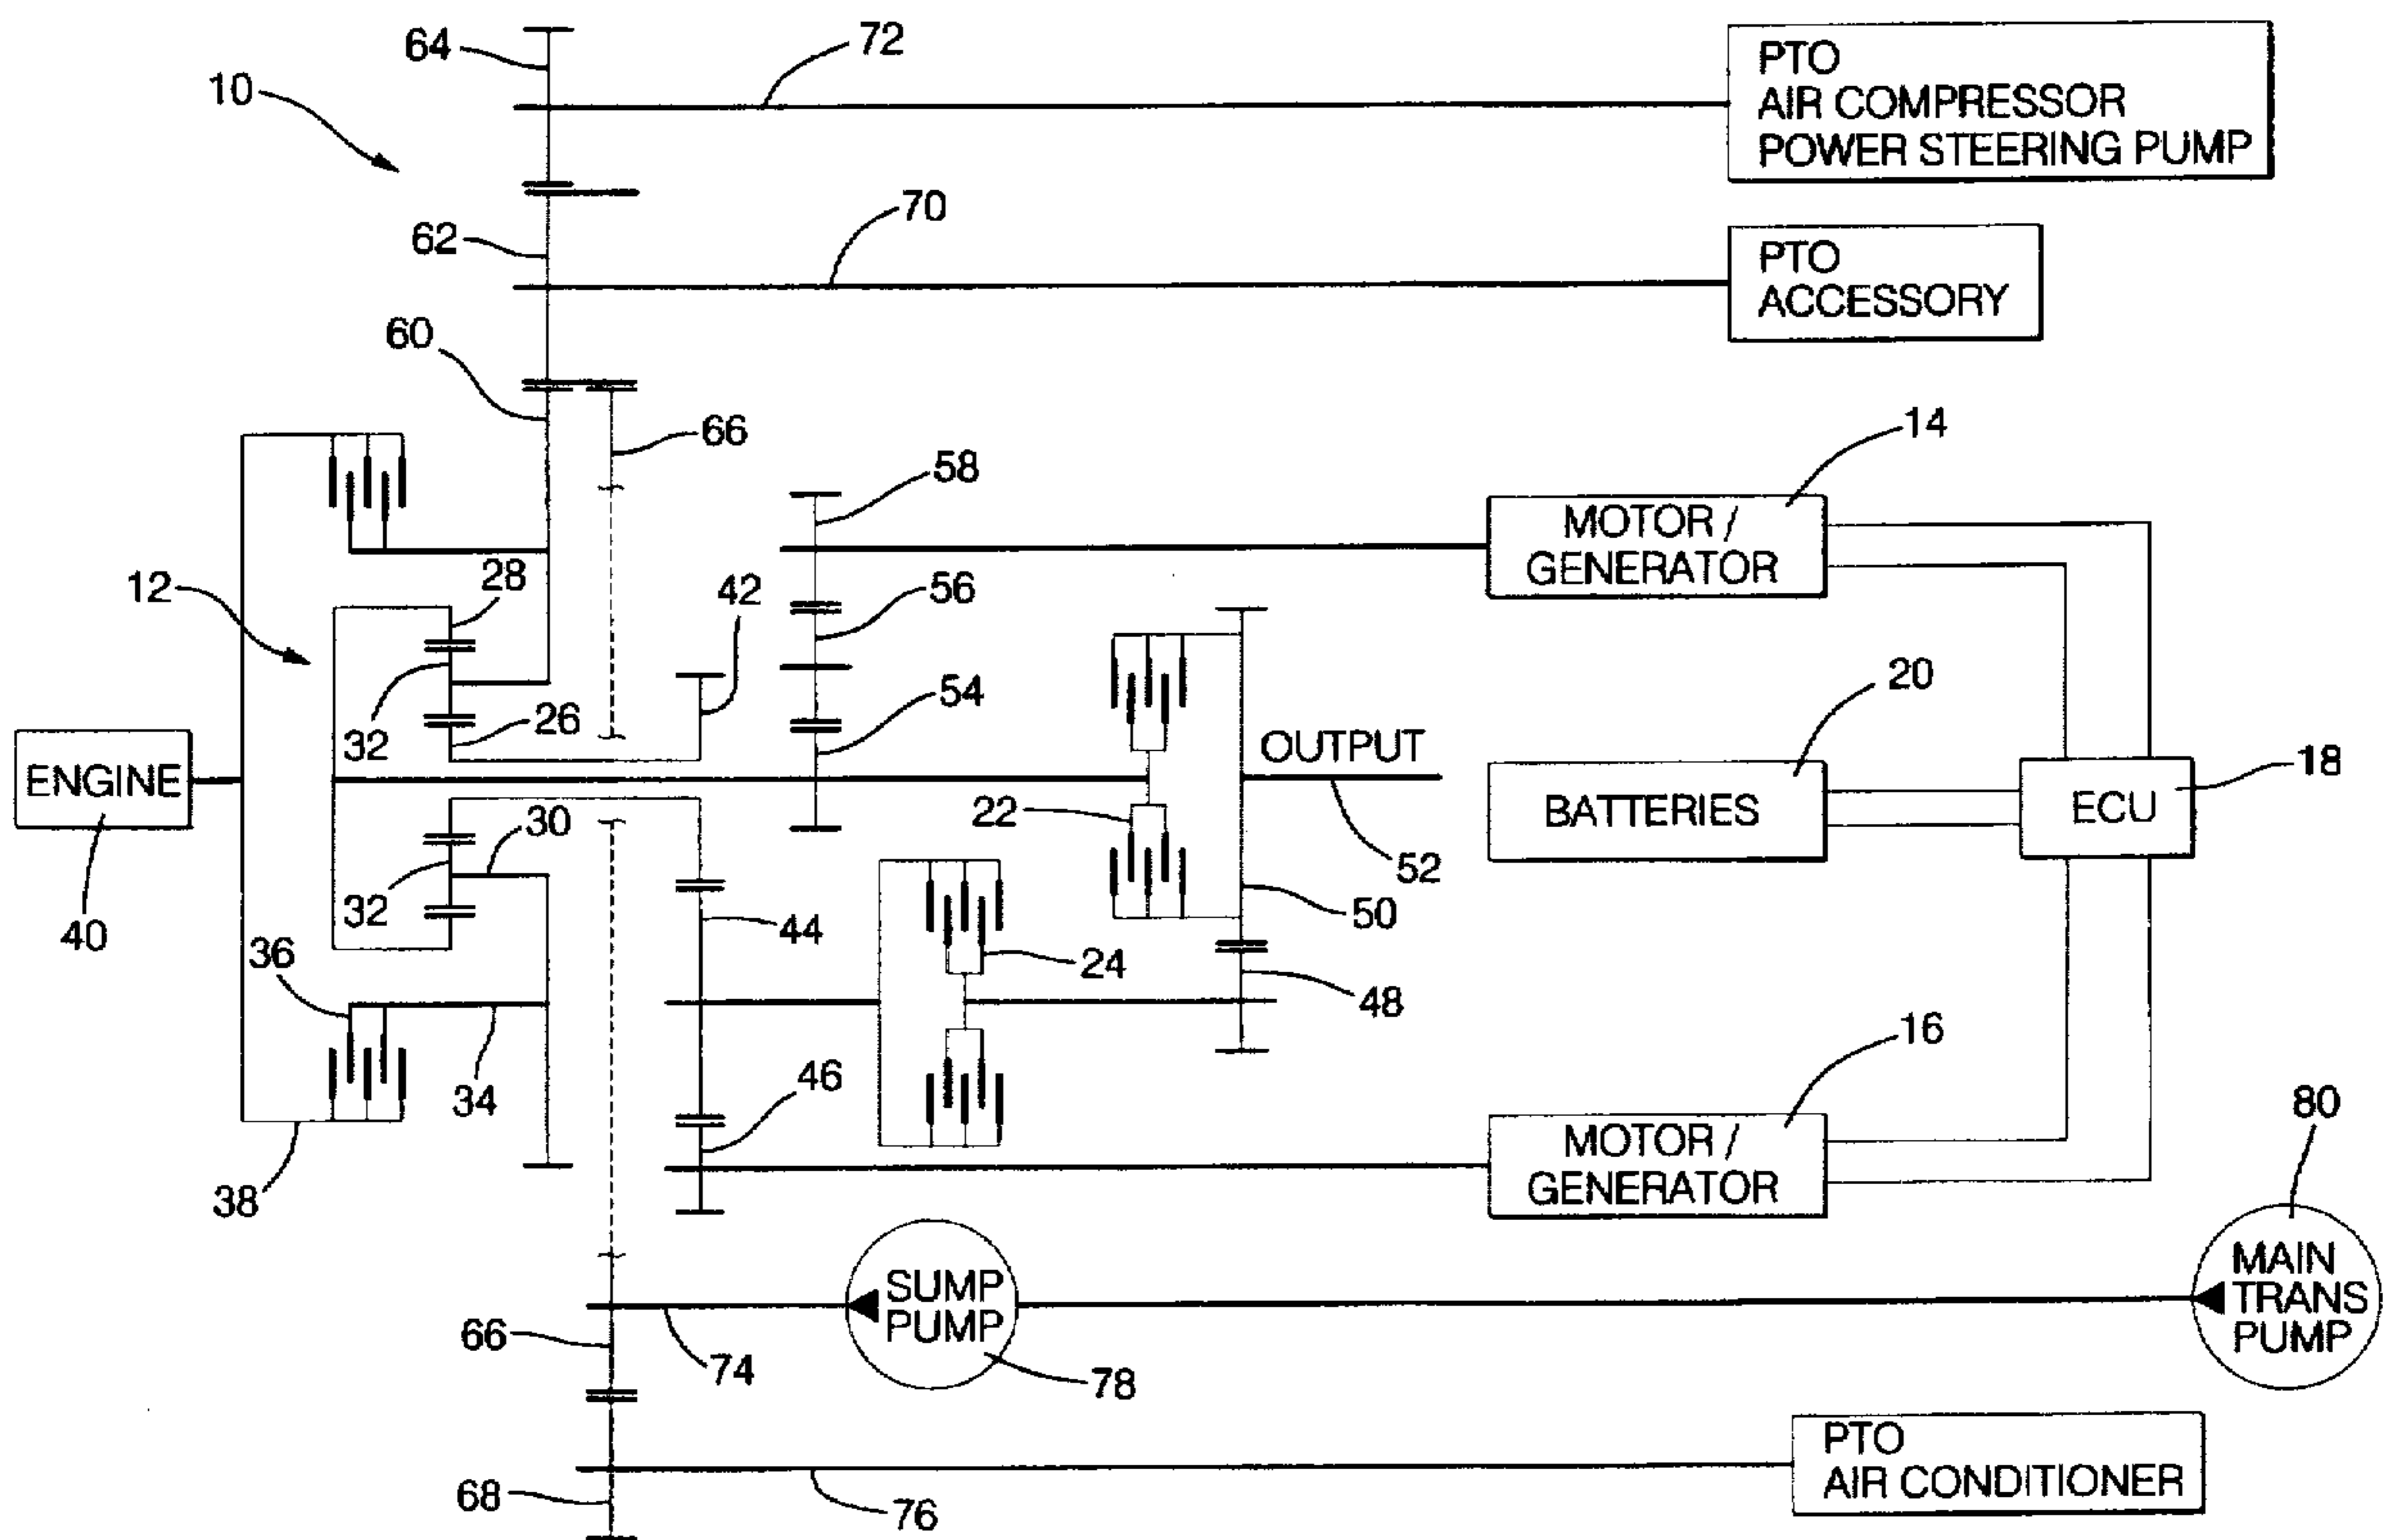 64
72
10
PTO
AIR COMPRESSOR
POWER STEERING PUMP
70
62
PTO
ACCESSORY
60
66
58
14
MOTOR /
GENERATOR
12
28
42
56
20
32
26
54
ENGINE
OUTPUT
18
BATTERIES
ECU
22
30
52
32
40
44
50
36
24
48
16
34
46
80
38
MOTOR /
GENERATOR
MAIN
TRANS
PUMP
SUMP
PUMP
66
74
78
PTO
AIR CONDITIONER
68
76